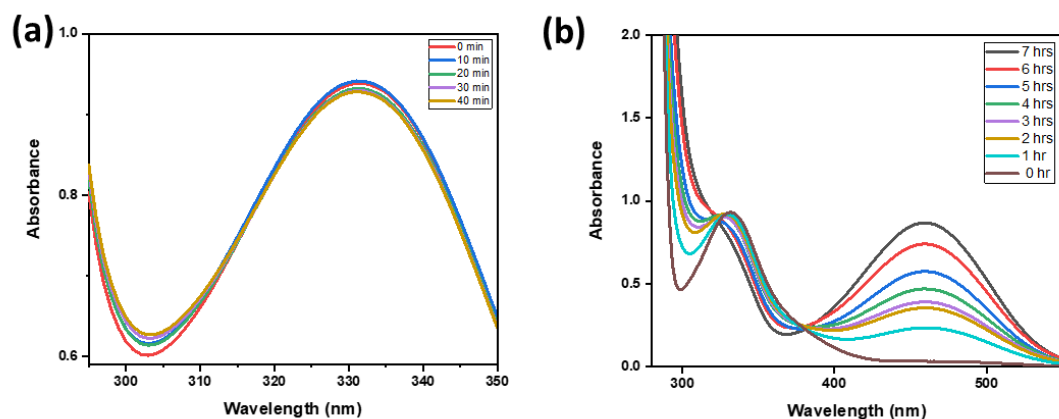 (a)
1.0
0.8
0.6
Absorbance
300
310
320
330
340
350
Wavelength (nm)
0 min
10 min
20 min
30 min
40 min
(b)
2.0
1.5
1.0
0.5
0.0
Absorbance
300
400
500
Wavelength (nm)
7 hrs
6 hrs
5 hrs
4 hrs
3 hrs
2 hrs
1 hr
0 hr